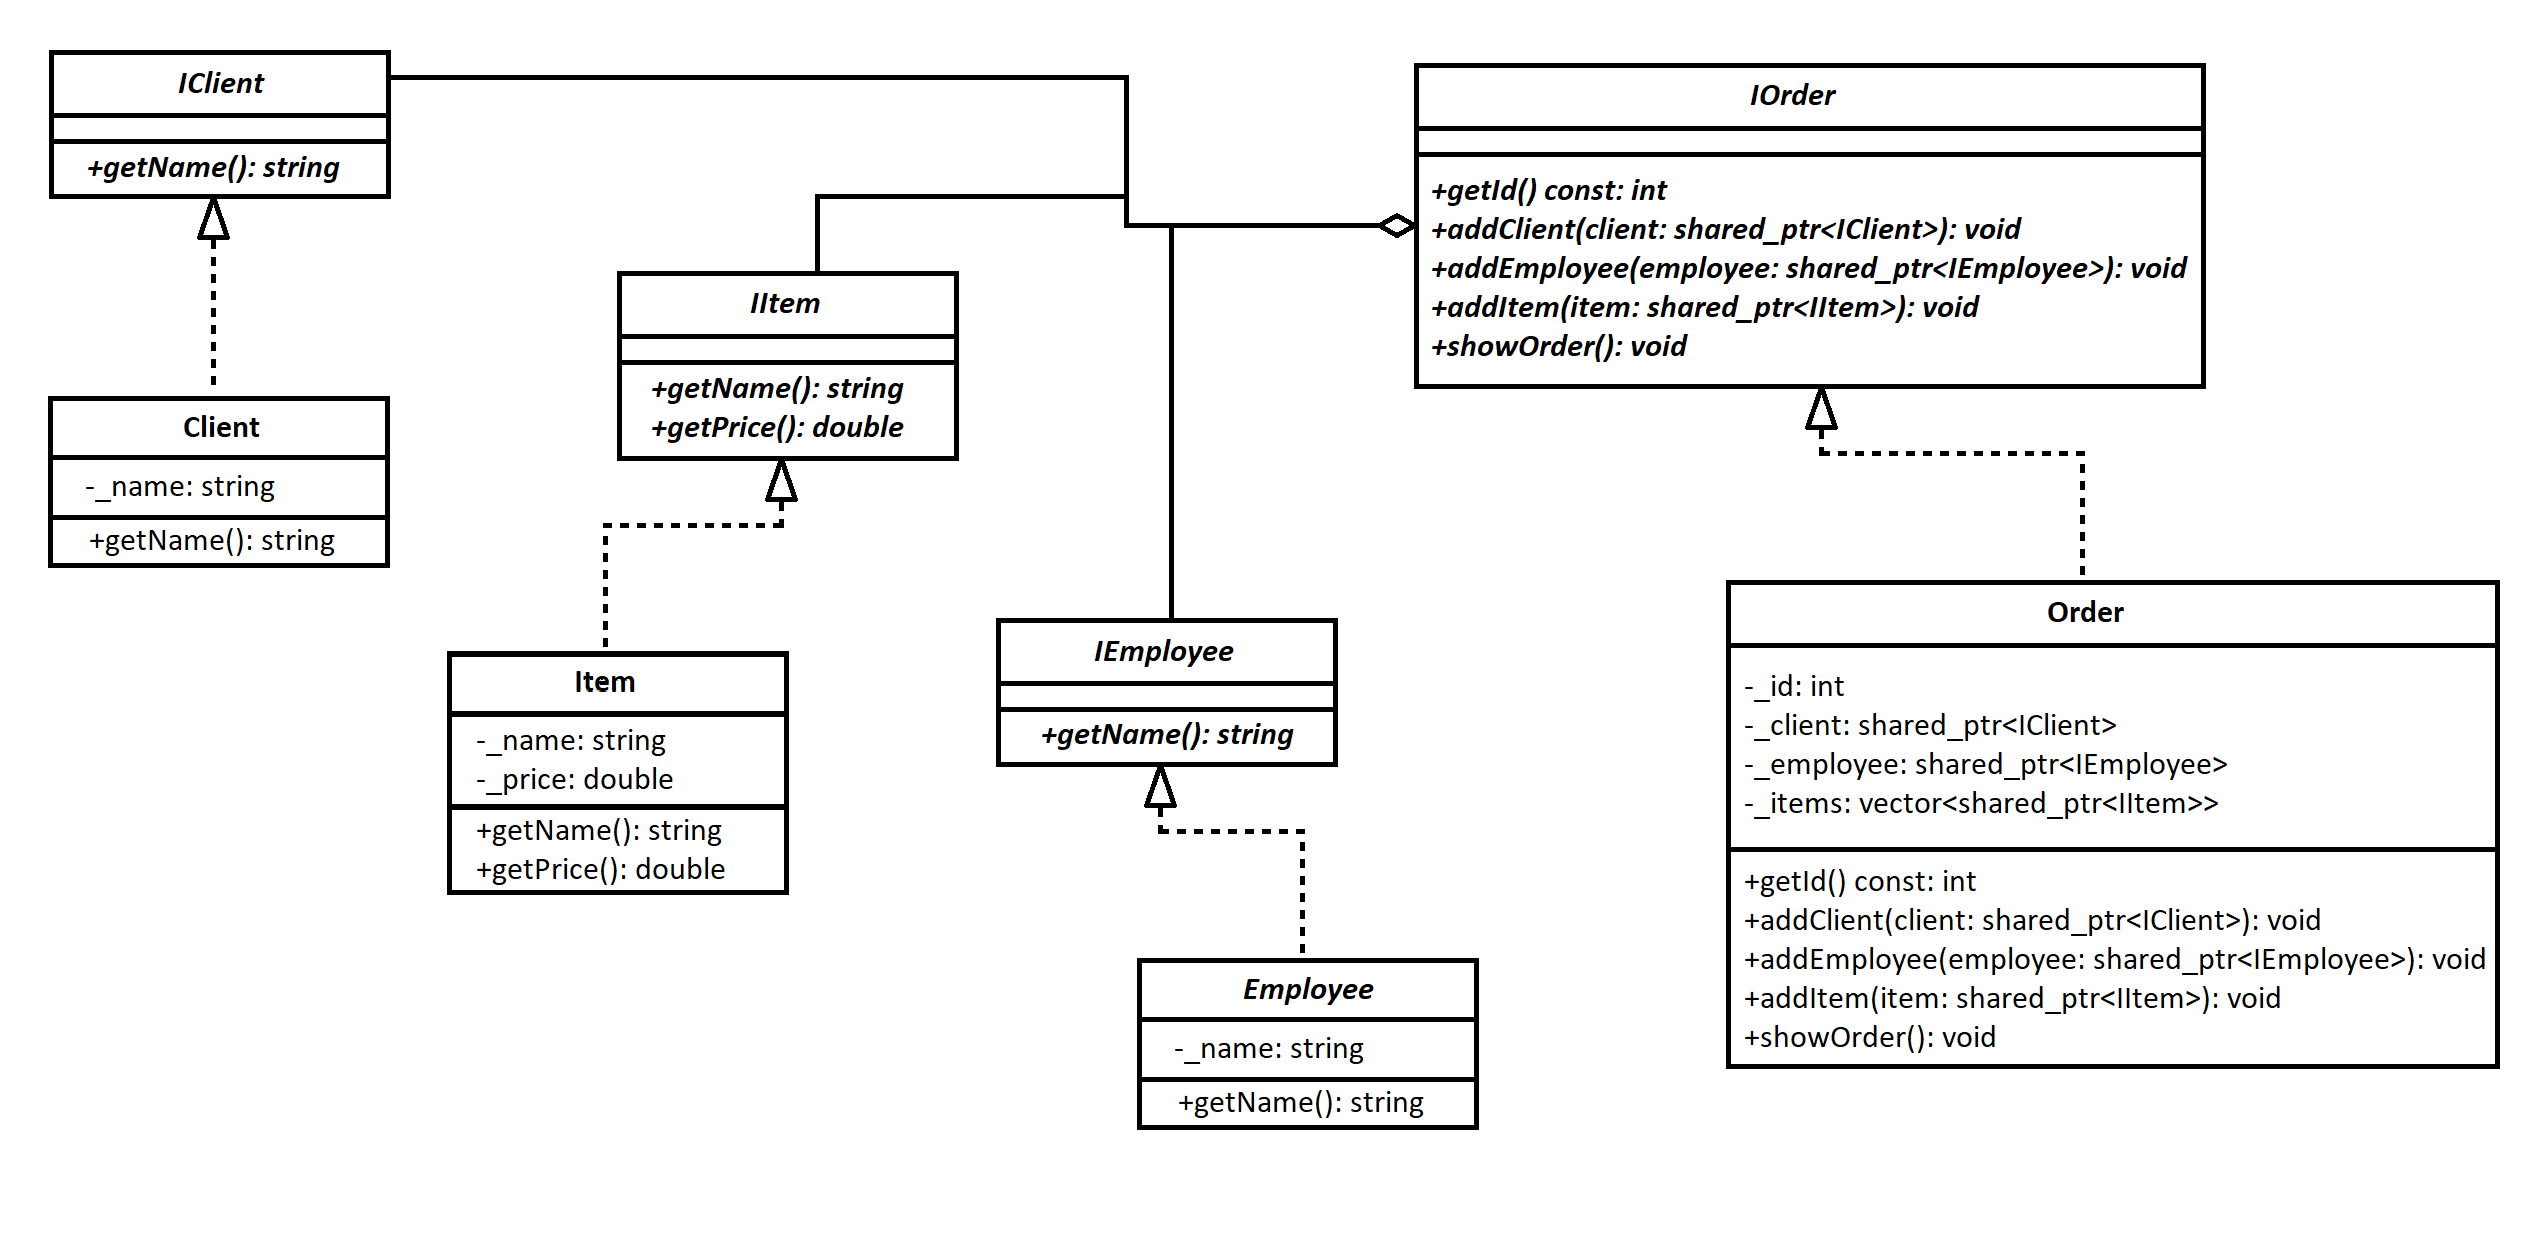 IClient
+getName(): string
Client
-_name: string
+getName(): string
IItem
+getName(): string
+getPrice(): double
Item
-_name: string
-_price: double
+getName(): string
+getPrice(): double
IEmployee
+getName(): string
Employee
-_name: string
+getName(): string
IOrder
+getId() const: int
+addClient(client: shared_ptr<IClient>): void
+addEmployee(employee: shared_ptr<IEmployee>): void
+addItem(item: shared_ptr<IItem>): void
+showOrder(): void
Order
-_id: int
-_client: shared_ptr<IClient>
-_employee: shared_ptr<IEmployee>
-_items: vector<shared_ptr<IItem>>
+getId() const: int
+addClient(client: shared_ptr<IClient>): void
+addEmployee(employee: shared_ptr<IEmployee>): void
+addItem(item: shared_ptr<IItem>): void
+showOrder(): void